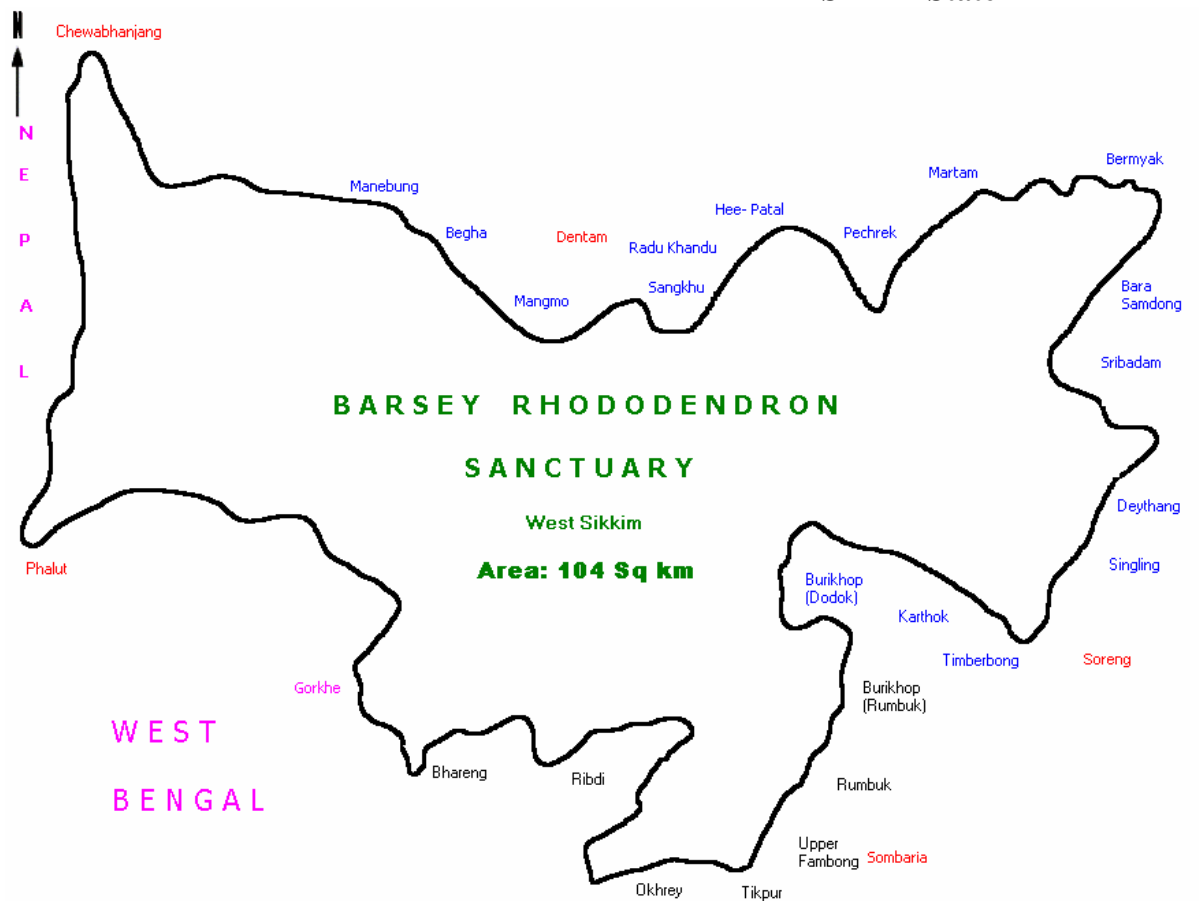 N
Chewabhanjang
N
E
P
A
L
Bermyak
Martam
Manebung
Hee- Patal
Begha
Dentam
Radu Khandu
Pechrek
Sangkhu
Mangmo
Bara
Samdong
Sribadam
BARSEY RHODODENDRON
SANCTUARY
West Sikkim
Area: 104 Sq km
Deythang
Phalut
Singling
Burikhop
(Dodok)
Karthok
Timberbong
Soreng
Gorkhe
Burikhop
(Rumbuk)
WEST
BENGAL
Bhareng
Ribdi
Rumbuk
Upper
Fambong
Sombaria
Okhrey
Tikpur